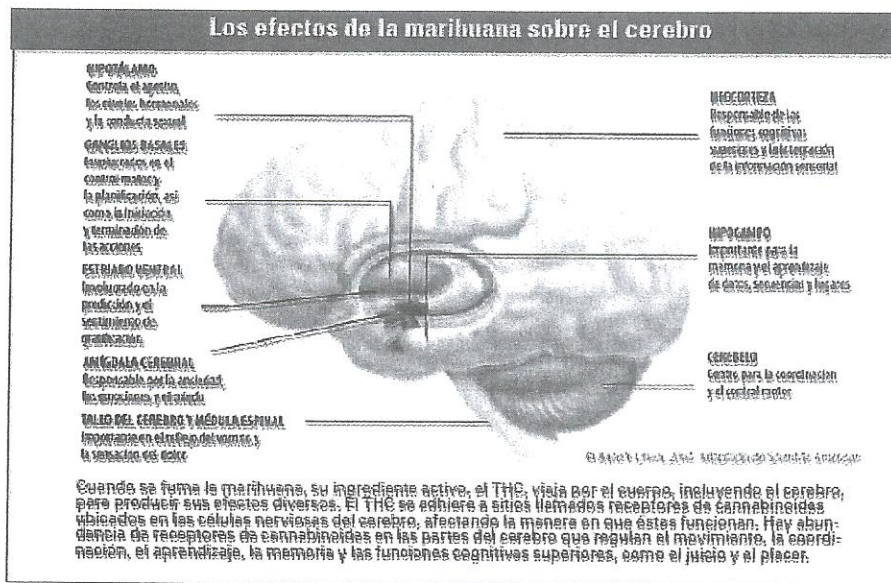 Los efectos de la marihuana sobre el cerebro
HIPOTÁLAMO
Controla el apetito,
los niveles hormonales
y la conducta sexual
GANGLIOS BASALES
Involucrados en el
control motor y
la planificación, así
como la iniciación
y terminación de
las acciones
ESTRIADO VENTRAL
Involucrado en la
predicción y el
sentimiento de
gratificación
AMÍGDALA CEREBRAL
Responsable por la ansiedad,
las emociones y el miedo
TALLO DEL CEREBRO Y MÉDULA ESPINAL
Importante en el reflejo del vómito y
la sensación del dolor
NEOCORTEZA
Responsable de las
funciones cognitivas
superiores y la integración
de la información sensorial
HIPOCAMPO
Importante para la
memoria y el aprendizaje
de datos, secuencias y lugares
CEREBELO
Centro para la coordinación
y el control motor
Cuando se fuma la marihuana, su ingrediente activo, el THC, viaja por el cuerpo, incluyendo el cerebro,
para producir sus efectos diversos. El THC se adhiere a sitios llamados receptores de cannabinoides
ubicados en las células nerviosas del cerebro, afectando la manera en que éstas funcionan. Hay abun-
dancia de receptores de cannabinoides en las partes del cerebro que regulan el movimiento, la coordi-
nación, el aprendizaje, la memoria y las funciones cognitivas superiores, como el juicio y el placer.